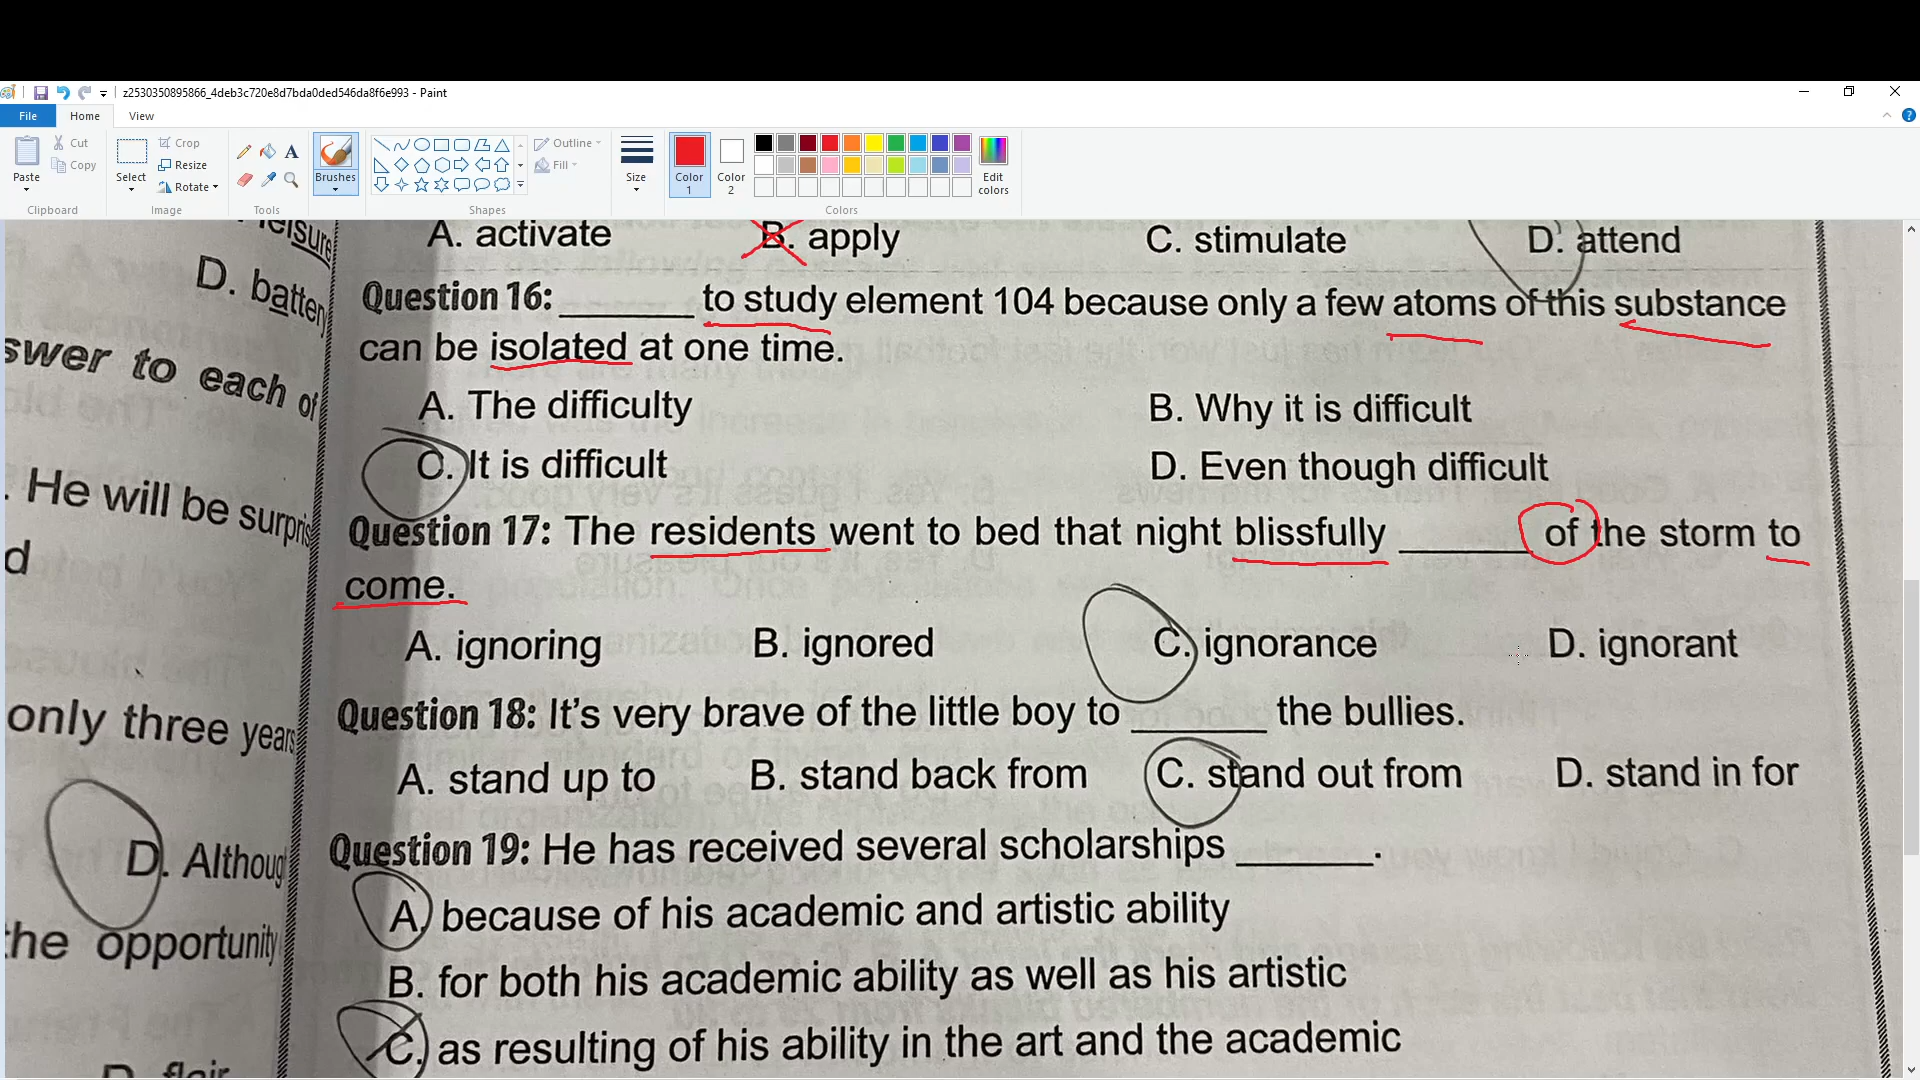 z2530350895866_4deb3c720e8d7bda0ded546da8f6e993 - Paint
File Home View
Paste Cut Copy
Clipboard
Select Crop Resize Rotate
Image
Tools
Brushes
Shapes
Outline
Fill
Size
Color 1
Color 2
Edit colors
Colors
leisure
D. battery
swer to each of
. He will be surpris
d
only three years
D. Althoug
the opportunity
D. flair
A. activate B. apply C. stimulate D. attend
Question 16: ________ to study element 104 because only a few atoms of this substance
can be isolated at one time.
A. The difficulty B. Why it is difficult
C. It is difficult D. Even though difficult
Question 17: The residents went to bed that night blissfully ________ of the storm to
come.
A. ignoring B. ignored C. ignorance D. ignorant
Question 18: It's very brave of the little boy to ________ the bullies.
A. stand up to B. stand back from C. stand out from D. stand in for
Question 19: He has received several scholarships ________.
A. because of his academic and artistic ability
B. for both his academic ability as well as his artistic
C. as resulting of his ability in the art and the academic